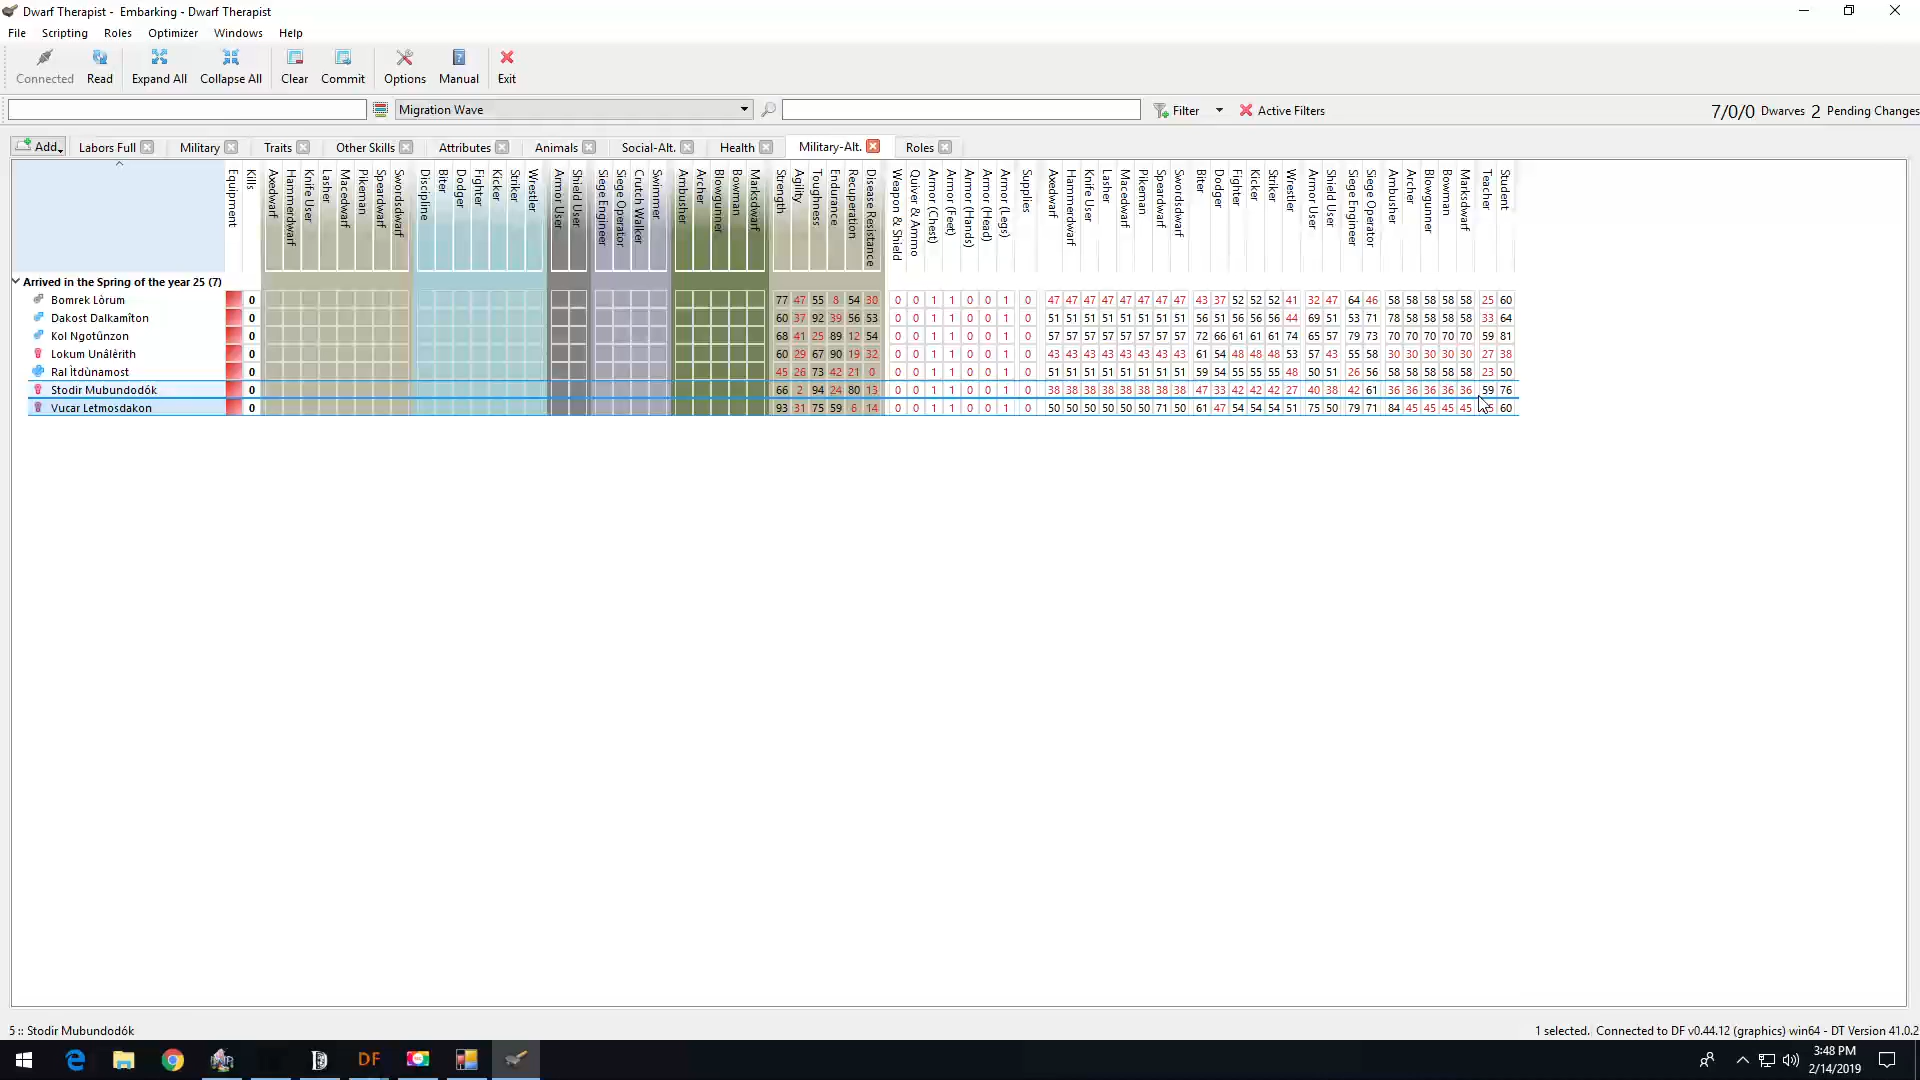 Dwarf Therapist - Embarking - Dwarf Therapist
File Scripting Roles Optimizer Windows Help
Connected Read Expand All Collapse All Clear Commit Options Manual Exit
Migration Wave Filter Active Filters 7/0/0 Dwarves 2 Pending Changes
Add Labors Full Military Traits Other Skills Attributes Animals Social-Alt. Health Military-Alt. Roles
Equipment Kills Axedwarf Hammerdwarf Knife User Lasher Macedwarf Pikeman Speardwarf Swordsdwarf Discipline Biter Dodger Fighter Kicker Striker Wrestler Armor User Shield User Siege Engineer Siege Operator Crutch Walker Swimmer Ambusher Archer Blowgunner Bowman Marksdwarf Strength Agility Toughness Endurance Recuperation Disease Resistance Weapon & Shield Quiver & Ammo Armor (Chest) Armor (Feet) Armor (Hands) Armor (Head) Armor (Legs) Supplies Axedwarf Hammerdwarf Knife User Lasher Macedwarf Pikeman Speardwarf Swordsdwarf Biter Dodger Fighter Kicker Striker Wrestler Armor User Shield User Siege Engineer Siege Operator Ambusher Archer Blowgunner Bowman Marksdwarf Teacher Student
Arrived in the Spring of the year 25 (7)
Bomrek Lòrum 0 77 47 55 8 54 30 0 0 1 1 0 0 1 0 47 47 47 47 47 47 47 47 43 37 52 52 52 41 32 47 64 46 58 58 58 58 58 25 60
Dakost Dalkamîton 0 60 37 92 39 56 53 0 0 1 1 0 0 1 0 51 51 51 51 51 51 51 51 56 51 56 56 56 44 69 51 53 71 78 58 58 58 58 33 64
Kol Ngotûnzon 0 68 41 25 89 12 54 0 0 1 1 0 0 1 0 57 57 57 57 57 57 57 57 72 66 61 61 61 74 65 57 79 73 70 70 70 70 70 59 81
Lokum Unâlèrith 0 60 29 67 90 19 32 0 0 1 1 0 0 1 0 43 43 43 43 43 43 43 43 61 54 48 48 48 53 57 43 55 58 30 30 30 30 30 27 38
Ral Ìtdùnamost 0 45 26 73 42 21 0 0 0 1 1 0 0 1 0 51 51 51 51 51 51 51 51 59 54 55 55 55 48 50 51 26 56 58 58 58 58 58 23 50
Stodir Mubundodók 0 66 2 94 24 80 13 0 0 1 1 0 0 1 0 38 38 38 38 38 38 38 38 47 33 42 42 42 27 40 38 42 61 36 36 36 36 36 59 76
Vucar Letmosdakon 0 93 31 75 59 6 14 0 0 1 1 0 0 1 0 50 50 50 50 50 50 71 50 61 47 54 54 54 51 75 50 79 71 84 45 45 45 45 60
5 :: Stodir Mubundodók 1 selected. Connected to DF v0.44.12 (graphics) win64 - DT Version 41.0.2
DF
3:48 PM
2/14/2019